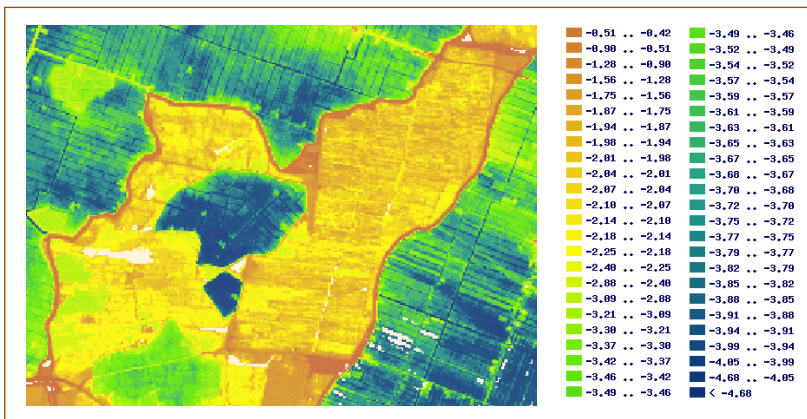 -0.51 .. -0.42
-0.90 .. -0.51
-1.28 .. -0.90
-1.56 .. -1.28
-1.75 .. -1.56
-1.87 .. -1.75
-1.94 .. -1.87
-1.98 .. -1.94
-2.01 .. -1.98
-2.04 .. -2.01
-2.07 .. -2.04
-2.10 .. -2.07
-2.14 .. -2.10
-2.18 .. -2.14
-2.25 .. -2.18
-2.40 .. -2.25
-2.88 .. -2.40
-3.09 .. -2.88
-3.21 .. -3.09
-3.30 .. -3.21
-3.37 .. -3.30
-3.42 .. -3.37
-3.46 .. -3.42
-3.49 .. -3.46
-3.49 .. -3.46
-3.52 .. -3.49
-3.54 .. -3.52
-3.57 .. -3.54
-3.59 .. -3.57
-3.61 .. -3.59
-3.63 .. -3.61
-3.65 .. -3.63
-3.67 .. -3.65
-3.68 .. -3.67
-3.70 .. -3.68
-3.72 .. -3.70
-3.75 .. -3.72
-3.77 .. -3.75
-3.79 .. -3.77
-3.82 .. -3.79
-3.85 .. -3.82
-3.88 .. -3.85
-3.91 .. -3.88
-3.94 .. -3.91
-3.99 .. -3.94
-4.05 .. -3.99
-4.68 .. -4.05
< -4.68